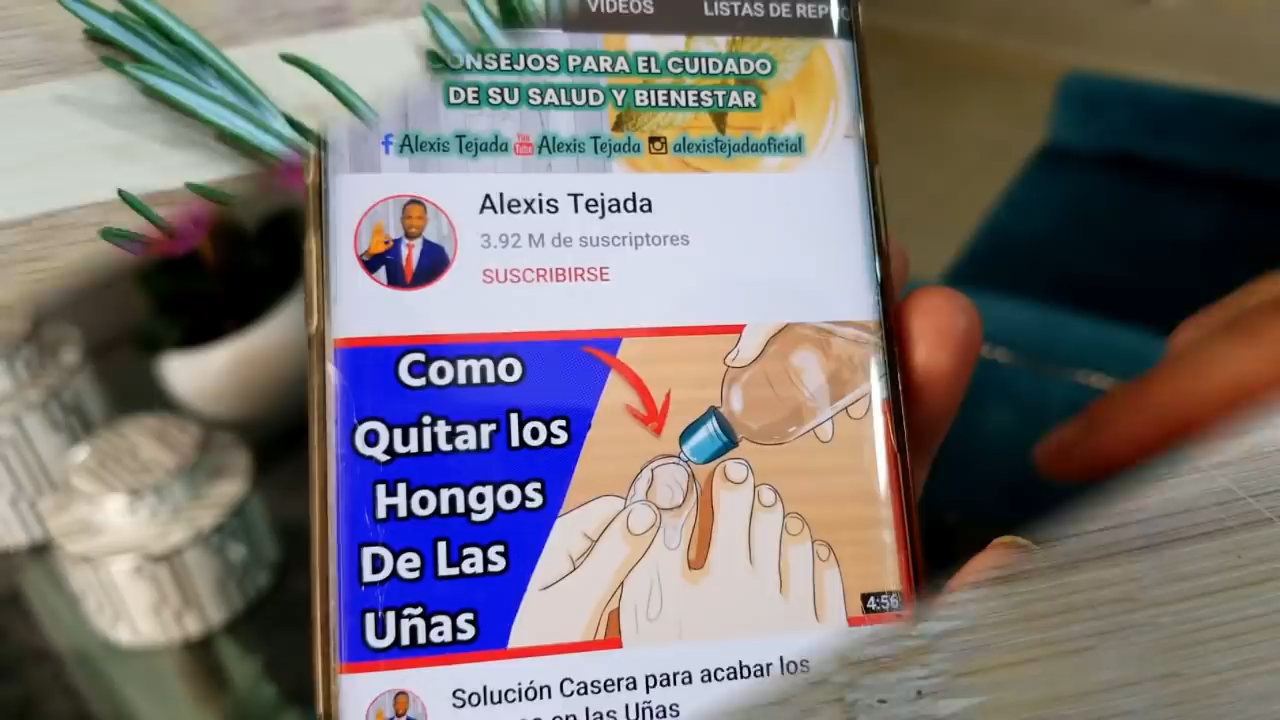 VIDEOS LISTAS DE REP
CONSEJOS PARA EL CUIDADO
DE SU SALUD Y BIENESTAR
Alexis Tejada You Tube Alexis Tejada alexistejadaoficial
Alexis Tejada
3.92 M de suscriptores
SUSCRIBIRSE
Como
Quitar los
Hongos
De Las
Uñas
4:56
Solución Casera para acabar los
en las Uñas